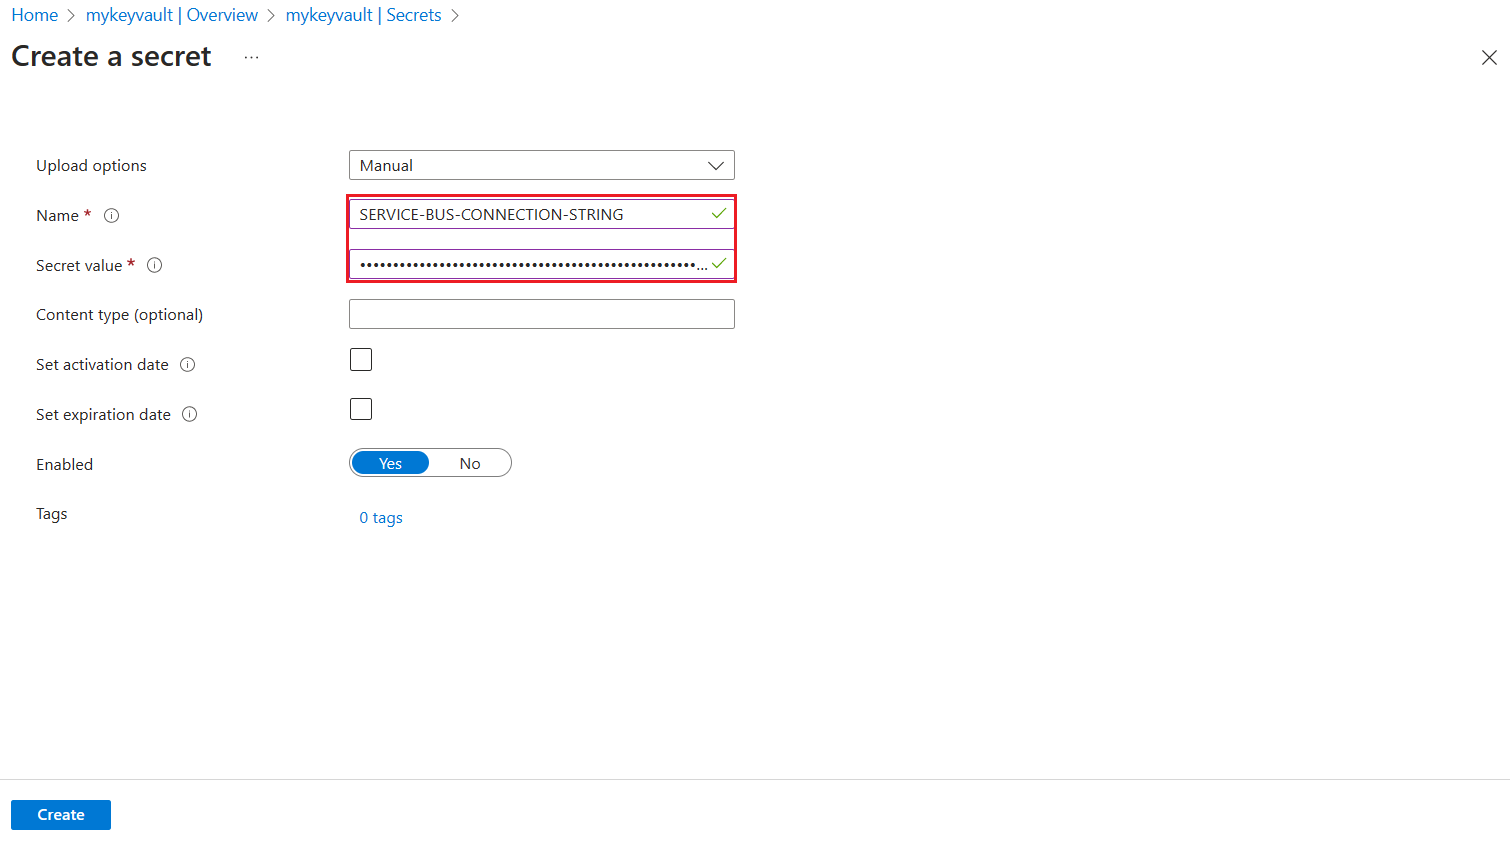 Home > mykeyvault | Overview > mykeyvault | Secrets >
Create a secret ...
Upload options Manual
Name * SERVICE-BUS-CONNECTION-STRING
Secret value * ••••••••••••••••••••••••••••••••••••••••••••••••••••...
Content type (optional)
Set activation date
Set expiration date
Enabled Yes No
Tags 0 tags
Create